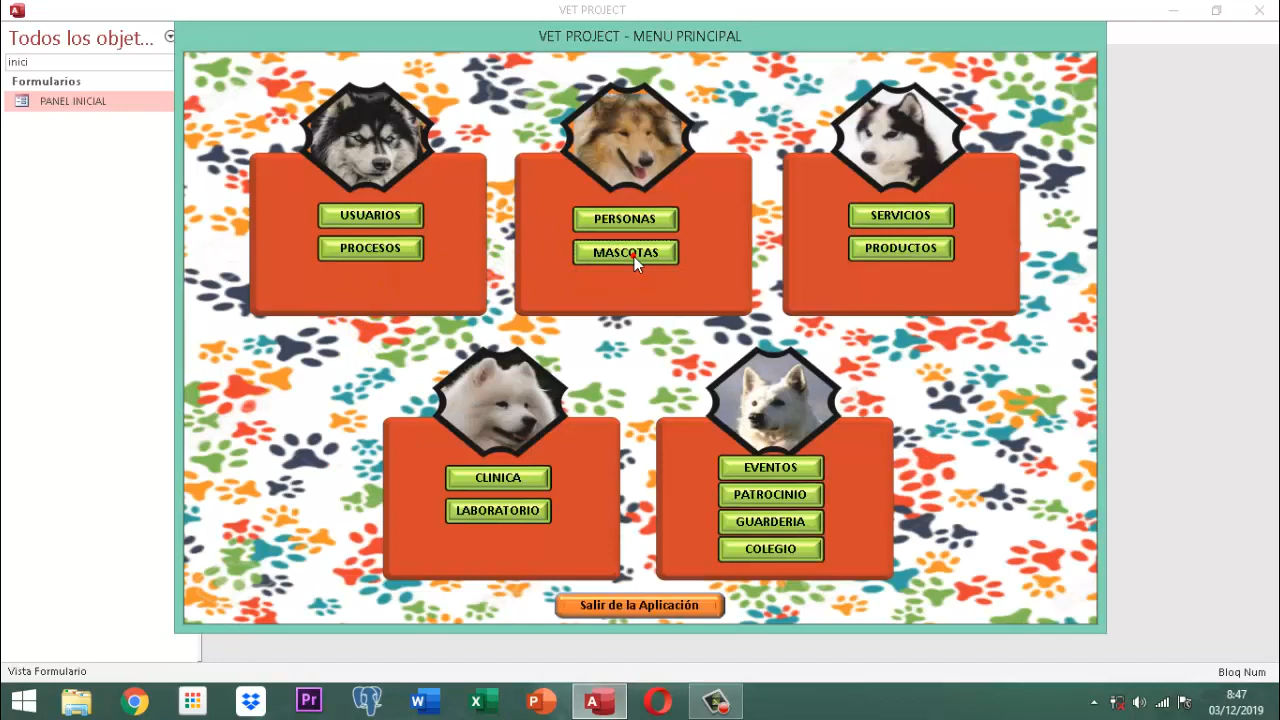 VET PROJECT
Todos los objet...
inici
Formularios
PANEL INICIAL
VET PROJECT - MENU PRINCIPAL
USUARIOS
PROCESOS
PERSONAS
MASCOTAS
SERVICIOS
PRODUCTOS
CLINICA
LABORATORIO
EVENTOS
PATROCINIO
GUARDERIA
COLEGIO
Salir de la Aplicación
Vista Formulario
Bloq Num
8:47
03/12/2019